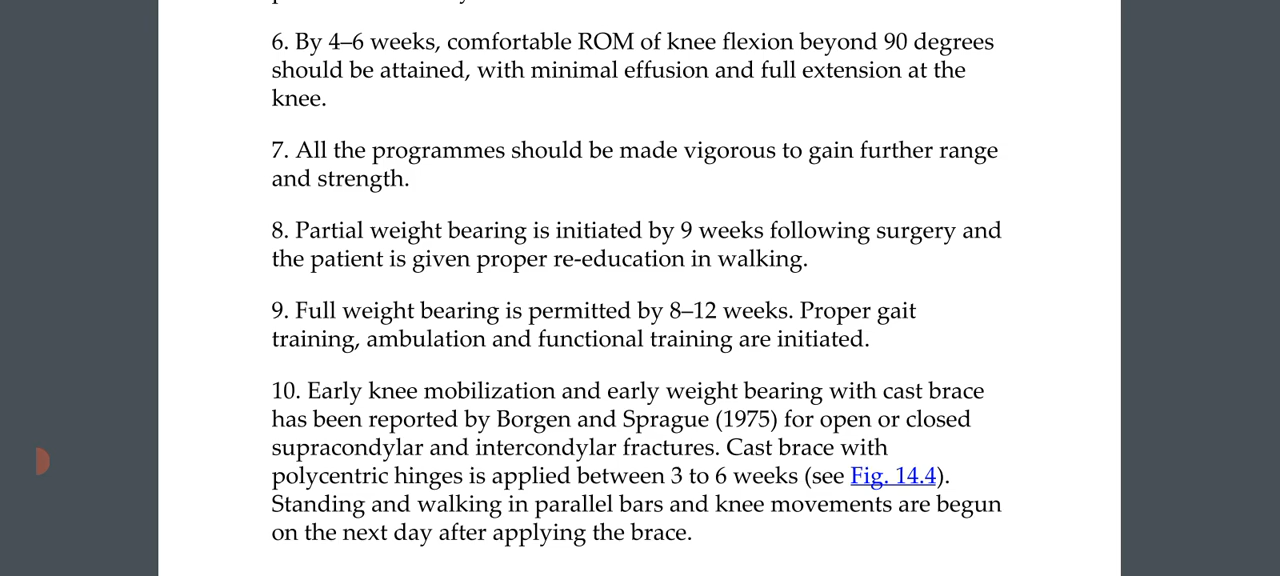 6. By 4–6 weeks, comfortable ROM of knee flexion beyond 90 degrees
should be attained, with minimal effusion and full extension at the
knee.
7. All the programmes should be made vigorous to gain further range
and strength.
8. Partial weight bearing is initiated by 9 weeks following surgery and
the patient is given proper re-education in walking.
9. Full weight bearing is permitted by 8–12 weeks. Proper gait
training, ambulation and functional training are initiated.
10. Early knee mobilization and early weight bearing with cast brace
has been reported by Borgen and Sprague (1975) for open or closed
supracondylar and intercondylar fractures. Cast brace with
polycentric hinges is applied between 3 to 6 weeks (see Fig. 14.4).
Standing and walking in parallel bars and knee movements are begun
on the next day after applying the brace.